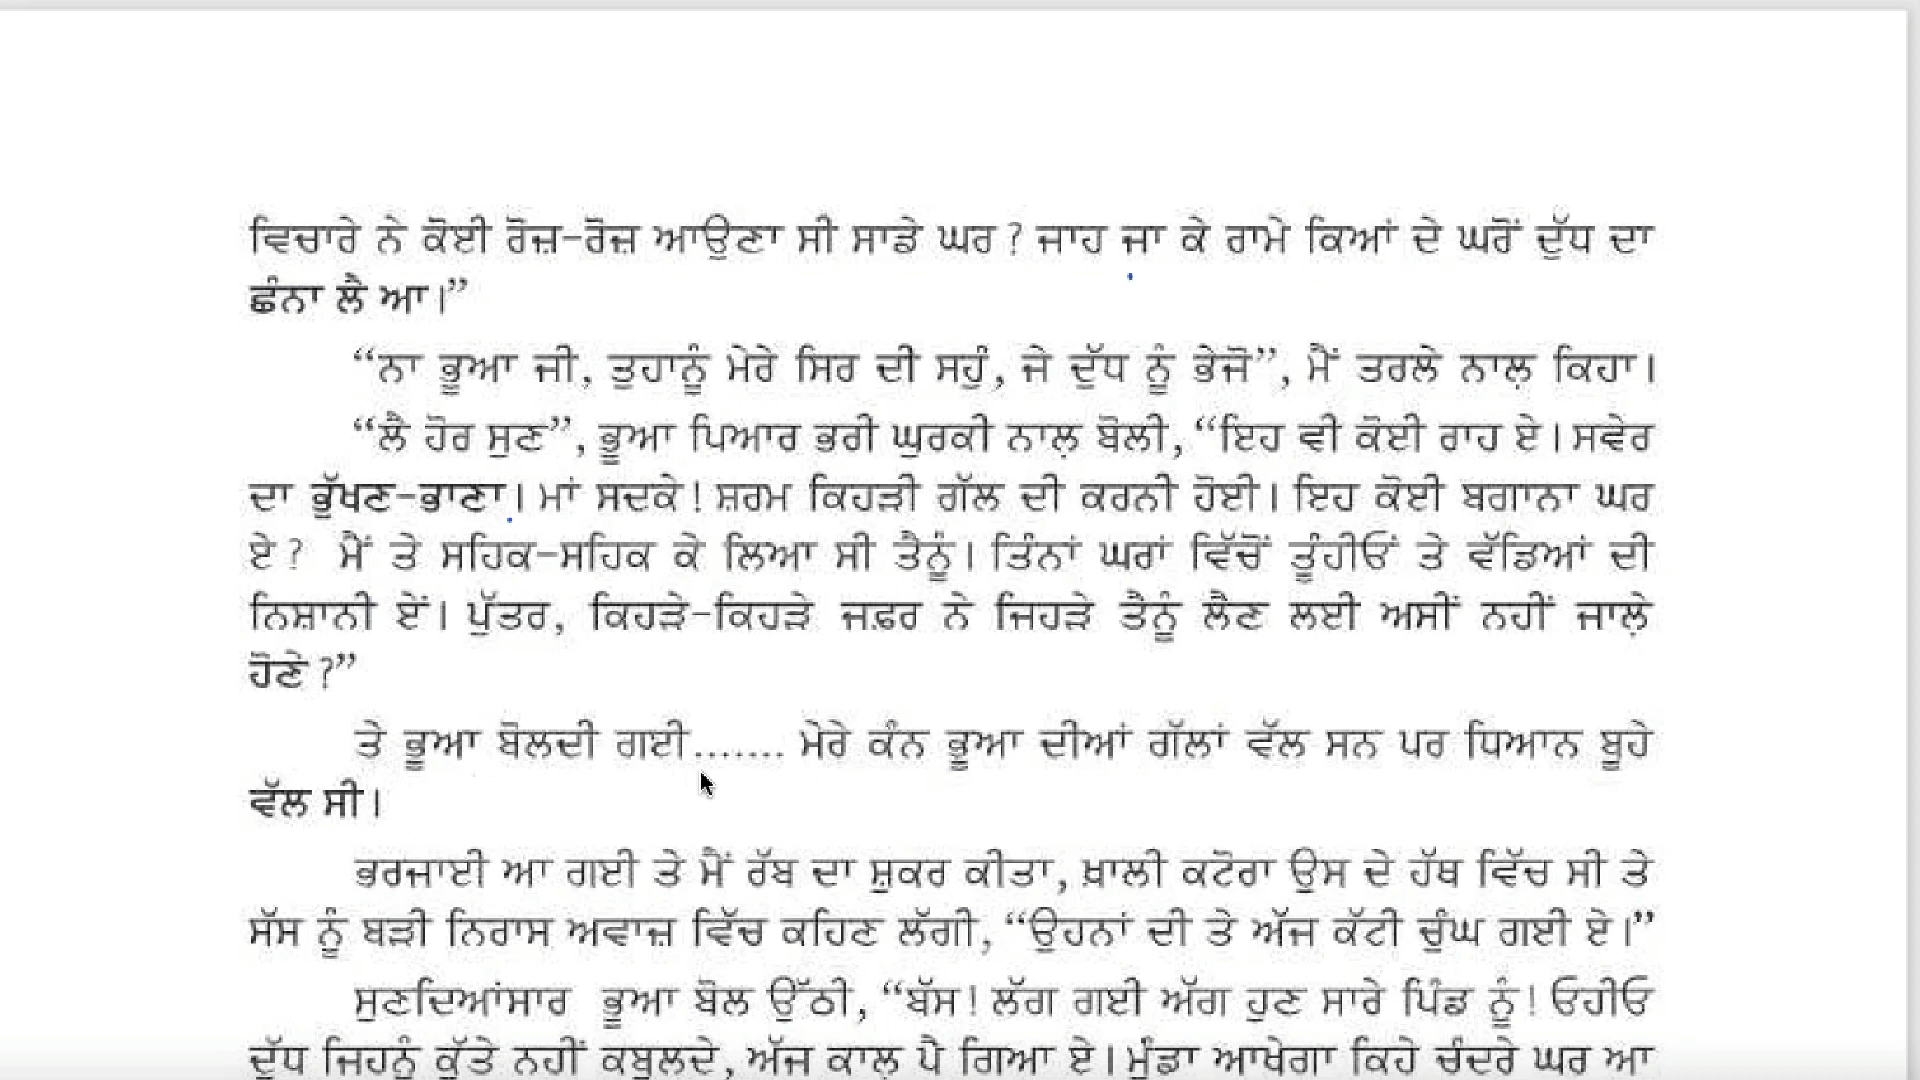 ਵਿਚਾਰੇ ਨੇ ਕੋਈ ਰੋਜ਼-ਰੋਜ਼ ਆਉਣਾ ਸੀ ਸਾਡੇ ਘਰ? ਜਾਹ ਜਾ ਕੇ ਰਾਮੇ ਕਿਆਂ ਦੇ ਘਰੋਂ ਦੁੱਧ ਦਾ
ਛੰਨਾ ਲੈ ਆ।”
“ਨਾ ਭੂਆ ਜੀ, ਤੁਹਾਨੂੰ ਮੇਰੇ ਸਿਰ ਦੀ ਸਹੁੰ, ਜੇ ਦੁੱਧ ਨੂੰ ਭੇਜੋ”, ਮੈਂ ਤਰਲੇ ਨਾਲ਼ ਕਿਹਾ।
“ਲੈ ਹੋਰ ਸੁਣ”, ਭੂਆ ਪਿਆਰ ਭਰੀ ਘੁਰਕੀ ਨਾਲ਼ ਬੋਲੀ, “ਇਹ ਵੀ ਕੋਈ ਰਾਹ ਏ। ਸਵੇਰ
ਦਾ ਭੁੱਖਣ-ਭਾਣਾ। ਮਾਂ ਸਦਕੇ! ਸ਼ਰਮ ਕਿਹੜੀ ਗੱਲ ਦੀ ਕਰਨੀ ਹੋਈ। ਇਹ ਕੋਈ ਬਗਾਨਾ ਘਰ
ਏ? ਮੈਂ ਤੇ ਸਹਿਕ-ਸਹਿਕ ਕੇ ਲਿਆ ਸੀ ਤੈਨੂੰ। ਤਿੰਨਾਂ ਘਰਾਂ ਵਿੱਚੋਂ ਤੂੰਹੀਓਂ ਤੇ ਵੱਡਿਆਂ ਦੀ
ਨਿਸ਼ਾਨੀ ਏਂ। ਪੁੱਤਰ, ਕਿਹੜੇ-ਕਿਹੜੇ ਜਫ਼ਰ ਨੇ ਜਿਹੜੇ ਤੈਨੂੰ ਲੈਣ ਲਈ ਅਸੀਂ ਨਹੀਂ ਜਾਲ਼ੇ
ਹੋਣੇ?”
ਤੇ ਭੂਆ ਬੋਲਦੀ ਗਈ....... ਮੇਰੇ ਕੰਨ ਭੂਆ ਦੀਆਂ ਗੱਲਾਂ ਵੱਲ ਸਨ ਪਰ ਧਿਆਨ ਬੂਹੇ
ਵੱਲ ਸੀ।
ਭਰਜਾਈ ਆ ਗਈ ਤੇ ਮੈਂ ਰੱਬ ਦਾ ਸ਼ੁਕਰ ਕੀਤਾ, ਖ਼ਾਲੀ ਕਟੋਰਾ ਉਸ ਦੇ ਹੱਥ ਵਿੱਚ ਸੀ ਤੇ
ਸੱਸ ਨੂੰ ਬੜੀ ਨਿਰਾਸ ਅਵਾਜ਼ ਵਿੱਚ ਕਹਿਣ ਲੱਗੀ, “ਉਹਨਾਂ ਦੀ ਤੇ ਅੱਜ ਕੱਟੀ ਚੁੰਘ ਗਈ ਏ।”
ਸੁਣਦਿਆਂਸਾਰ ਭੂਆ ਬੋਲ ਉੱਠੀ, “ਬੱਸ! ਲੱਗ ਗਈ ਅੱਗ ਹੁਣ ਸਾਰੇ ਪਿੰਡ ਨੂੰ! ਓਹੀਓ
ਦੁੱਧ ਜਿਹਨੂੰ ਕੁੱਤੇ ਨਹੀਂ ਕਬੂਲਦੇ, ਅੱਜ ਕਾਲ਼ ਪੈ ਗਿਆ ਏ। ਮੁੰਡਾ ਆਖੇਗਾ ਕਿਹੇ ਚੰਦਰੇ ਘਰ ਆ